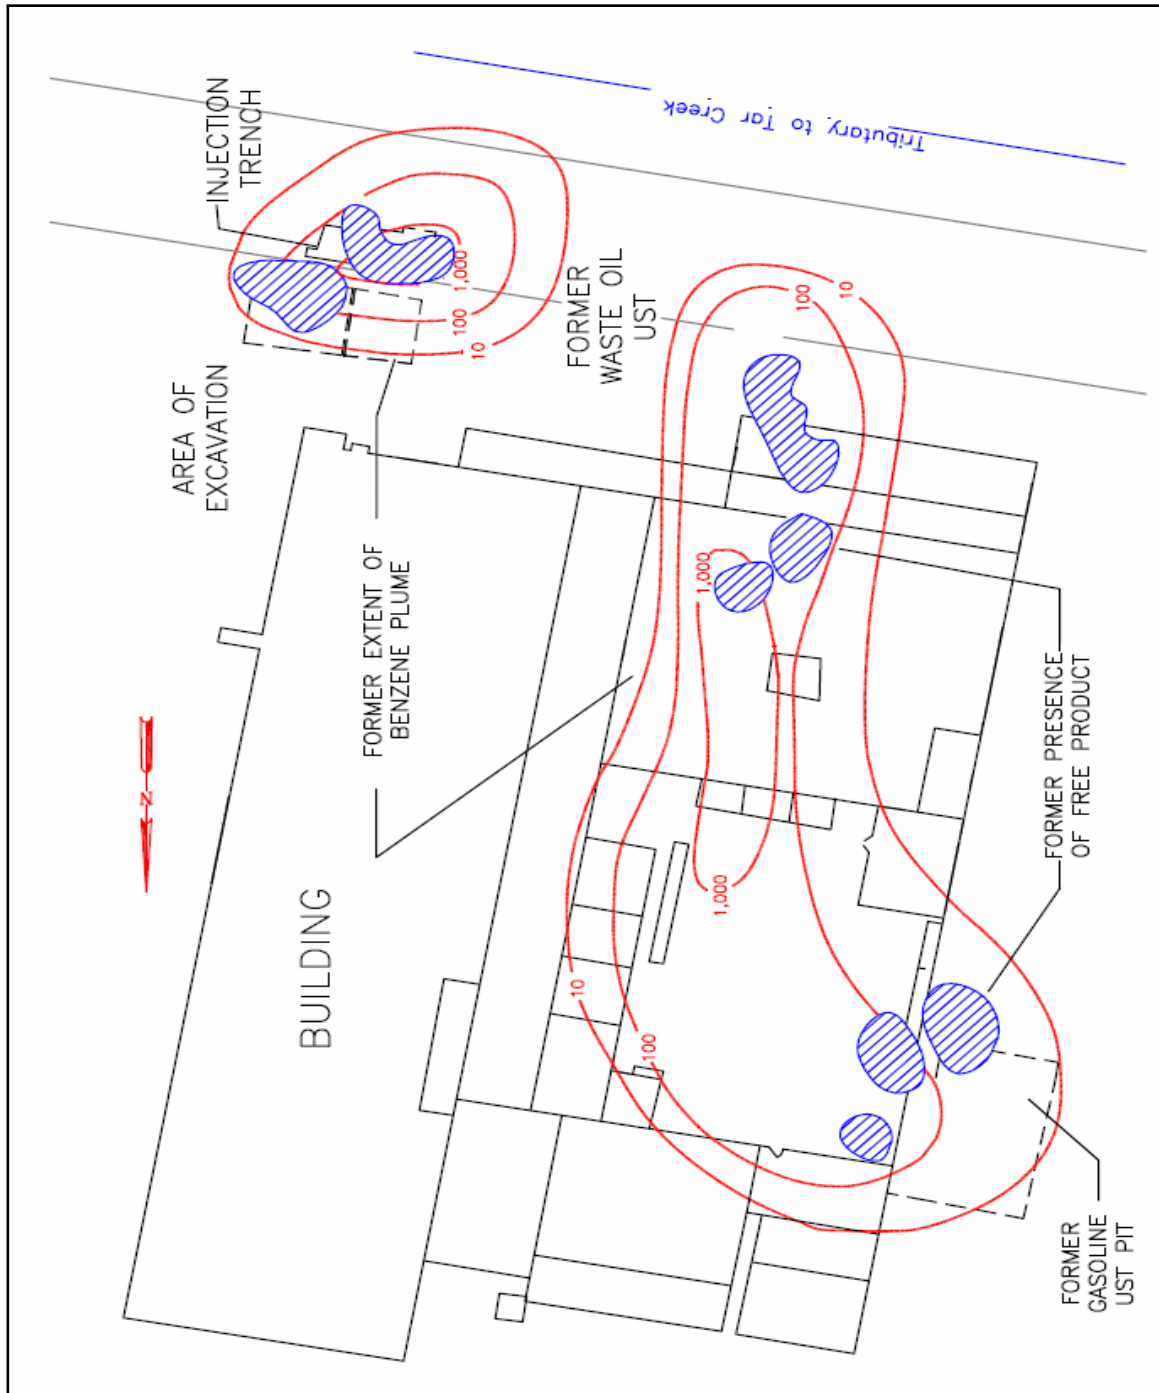 Tributary to Tar Creek
INJECTION
TRENCH
1,000
100
10
10
100
FORMER
WASTE OIL
UST
AREA OF
EXCAVATION
1,000
FORMER EXTENT OF
BENZENE PLUME
FORMER PRESENCE
OF FREE PRODUCT
N
1,000
BUILDING
10
100
FORMER
GASOLINE
UST PIT